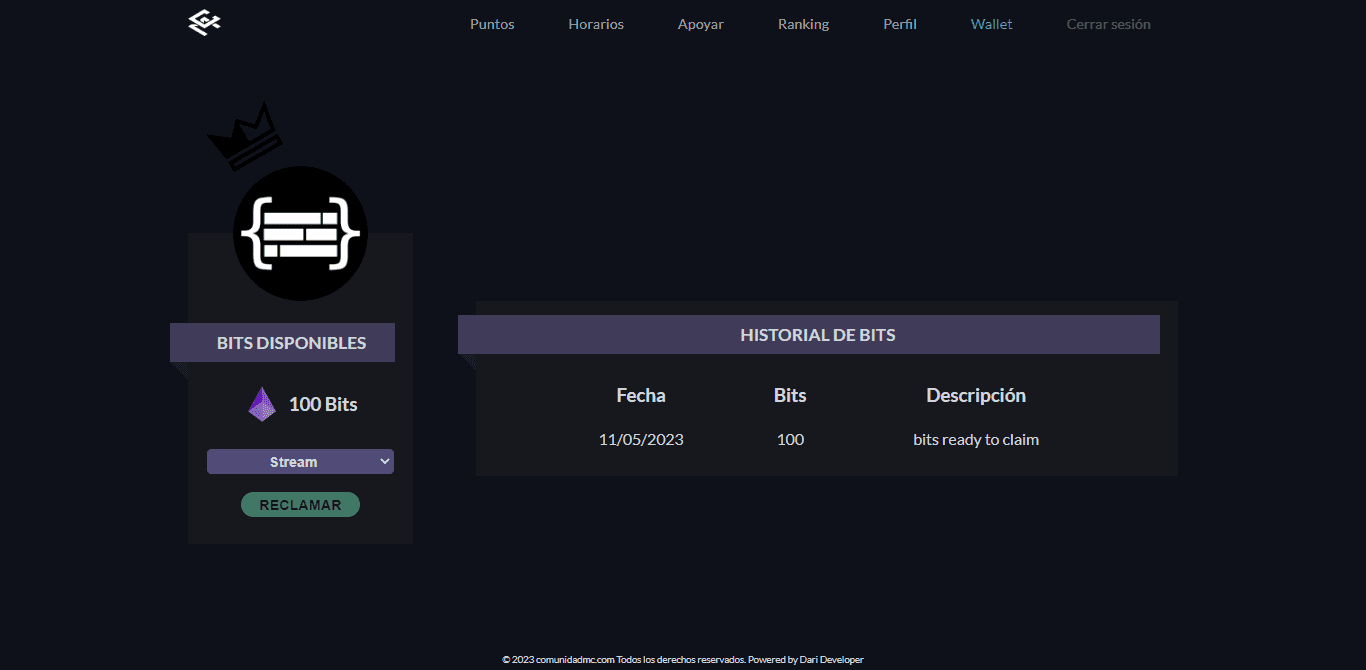 Puntos Horarios Apoyar Ranking Perfil Wallet Cerrar sesión
BITS DISPONIBLES
100 Bits
Stream
RECLAMAR
HISTORIAL DE BITS
Fecha Bits Descripción
11/05/2023 100 bits ready to claim
© 2023 comunidadmc.com Todos los derechos reservados. Powered by Dari Developer